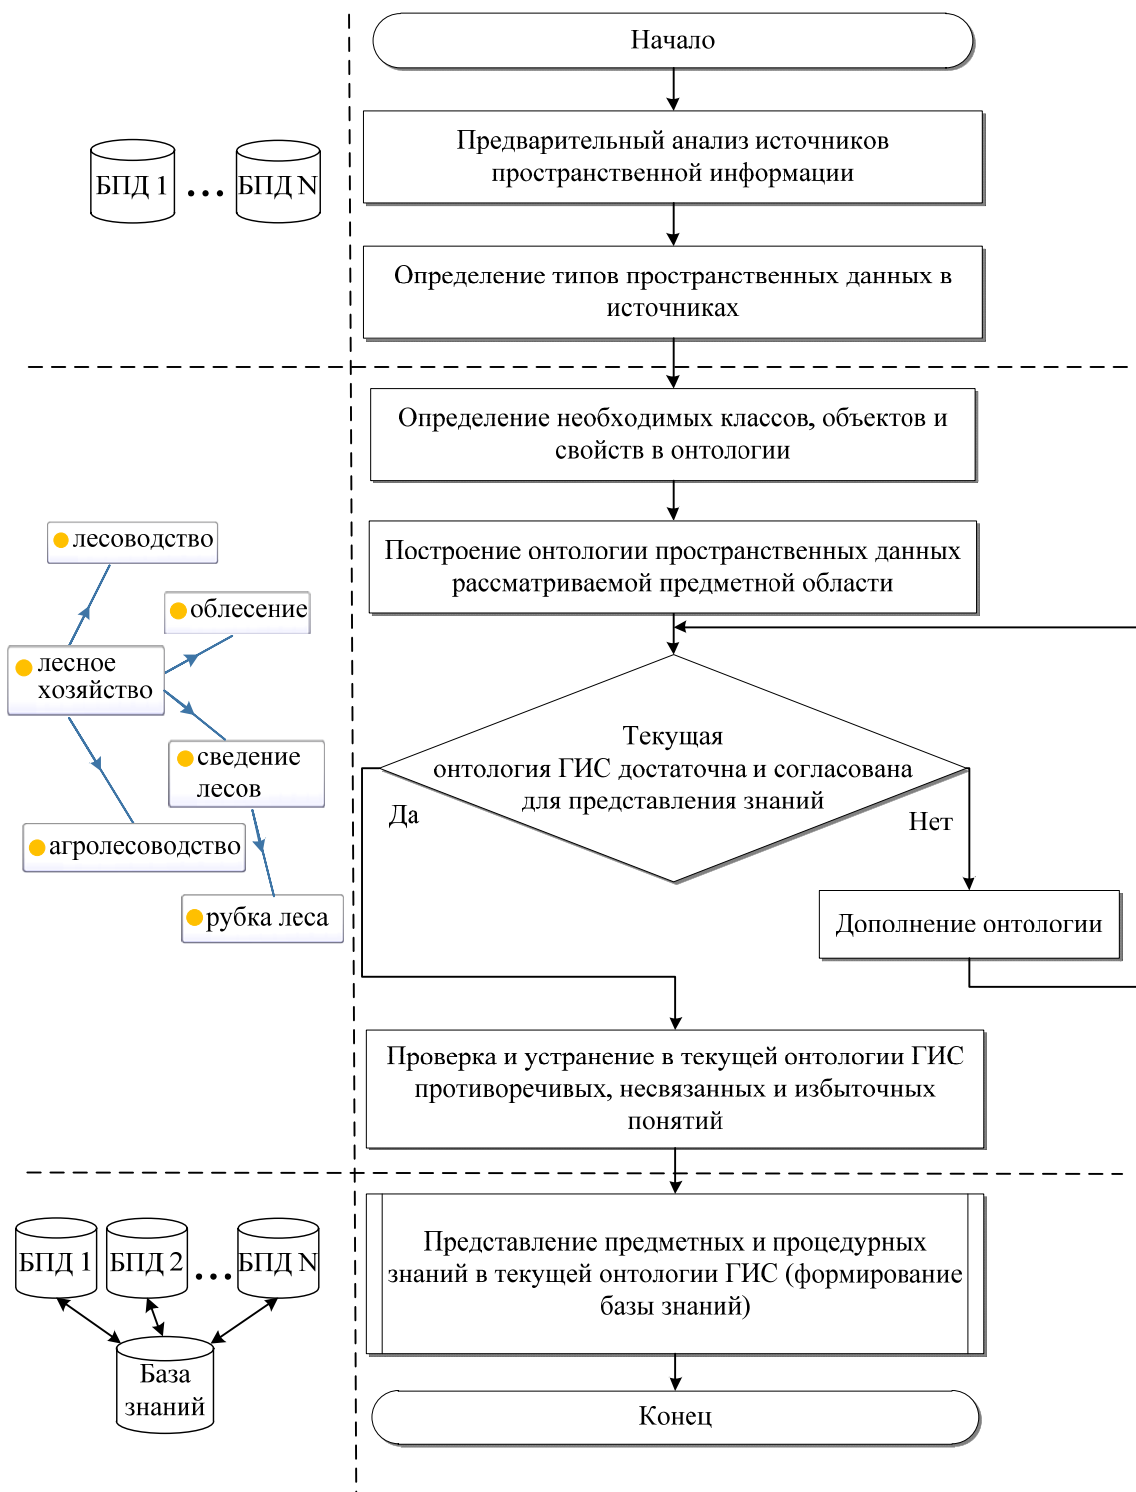 Начало
Предварительный анализ источников
пространственной информации
БПД 1 ... БПД N
Определение типов пространственных данных в
источниках
Определение необходимых классов, объектов и
свойств в онтологии
Построение онтологии пространственных данных
рассматриваемой предметной области
лесоводство
облесение
лесное
хозяйство
сведение
лесов
агролесоводство
рубка леса
Текущая
онтология ГИС достаточна и согласована
для представления знаний
Да
Нет
Дополнение онтологии
Проверка и устранение в текущей онтологии ГИС
противоречивых, несвязанных и избыточных
понятий
БПД 1 БПД 2 ... БПД N
База
знаний
Представление предметных и процедурных
знаний в текущей онтологии ГИС (формирование
базы знаний)
Конец